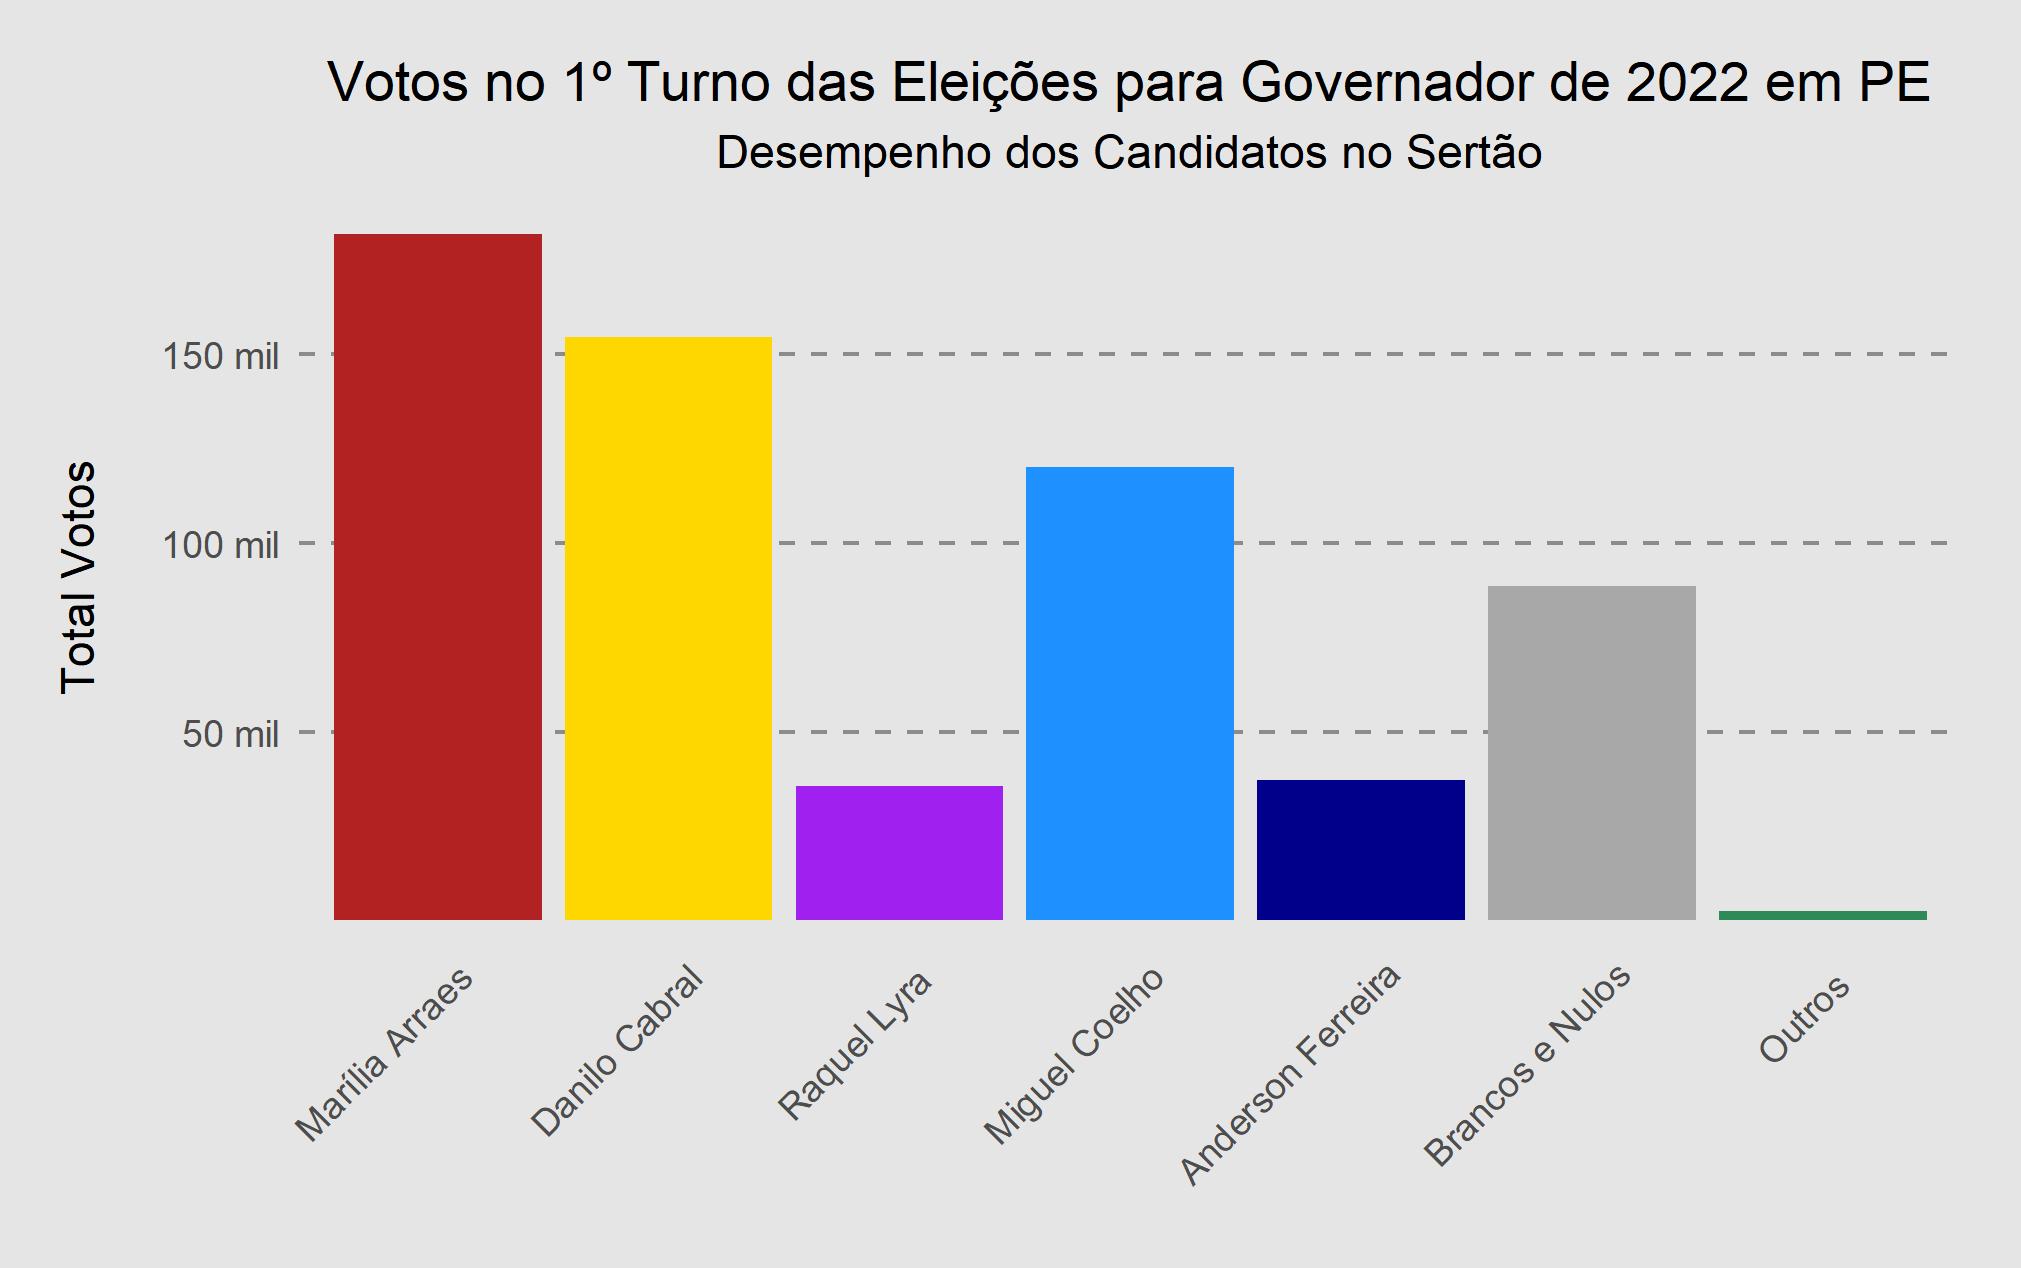 Votos no 1º Turno das Eleições para Governador de 2022 em PE
Desempenho dos Candidatos no Sertão
Total Votos
150 mil
100 mil
50 mil
Marília Arraes
Danilo Cabral
Raquel Lyra
Miguel Coelho
Anderson Ferreira
Brancos e Nulos
Outros